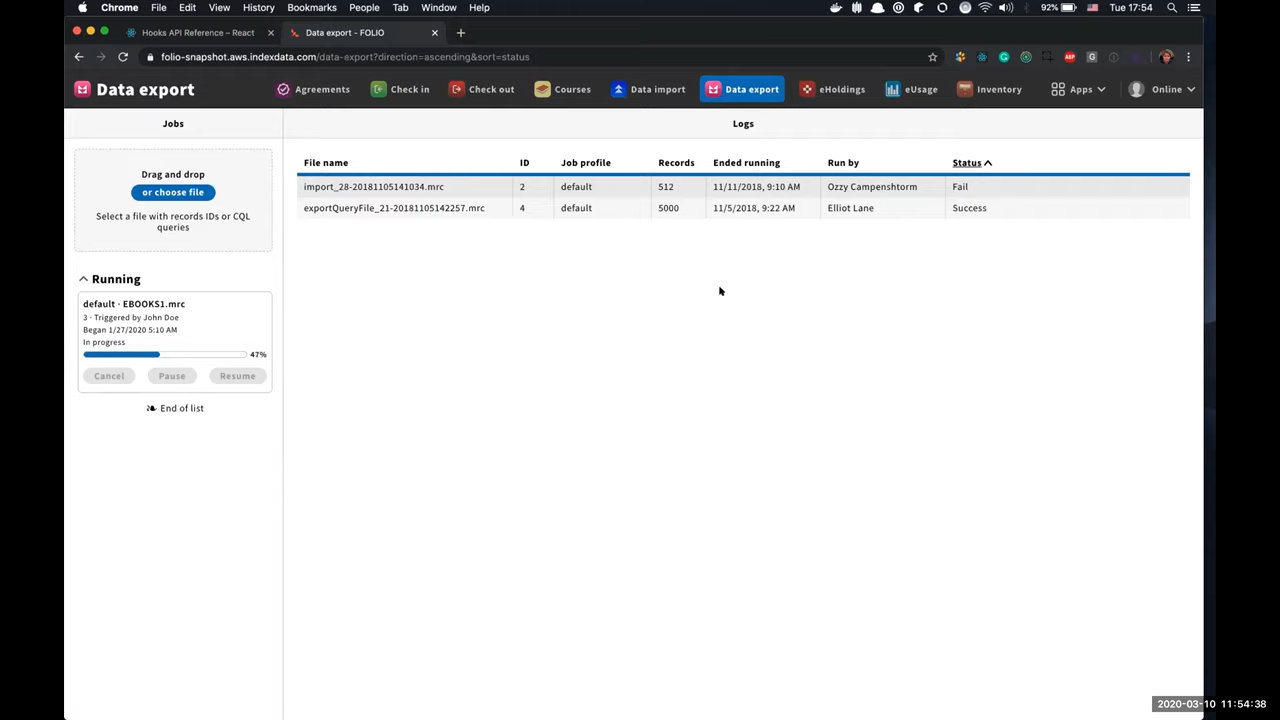 Chrome File Edit View History Bookmarks People Tab Window Help 92% Tue 17:54
Hooks API Reference – React Data export - FOLIO
folio-snapshot.aws.indexdata.com/data-export?direction=ascending&sort=status
Data export Agreements Check in Check out Courses Data import Data export eHoldings eUsage Inventory Apps Online
Jobs
Drag and drop
or choose file
Select a file with records IDs or CQL
queries
Running
default · EBOOKS1.mrc
3 · Triggered by John Doe
Began 1/27/2020 5:10 AM
In progress
47%
Cancel Pause Resume
End of list
Logs
File name ID Job profile Records Ended running Run by Status
import_28-20181105141034.mrc 2 default 512 11/11/2018, 9:10 AM Ozzy Campenshtorm Fail
exportQueryFile_21-20181105142257.mrc 4 default 5000 11/5/2018, 9:22 AM Elliot Lane Success
2020-03-10 11:54:38